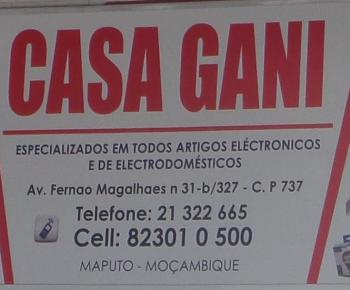 CASA GANI
ESPECIALIZADOS EM TODOS ARTIGOS ELÉCTRONICOS
E DE ELECTRODOMÉSTICOS
Av. Fernao Magalhaes n 31-b/327 - C. P 737
Telefone: 21 322 665
Cell: 82301 0 500
MAPUTO - MOÇAMBIQUE